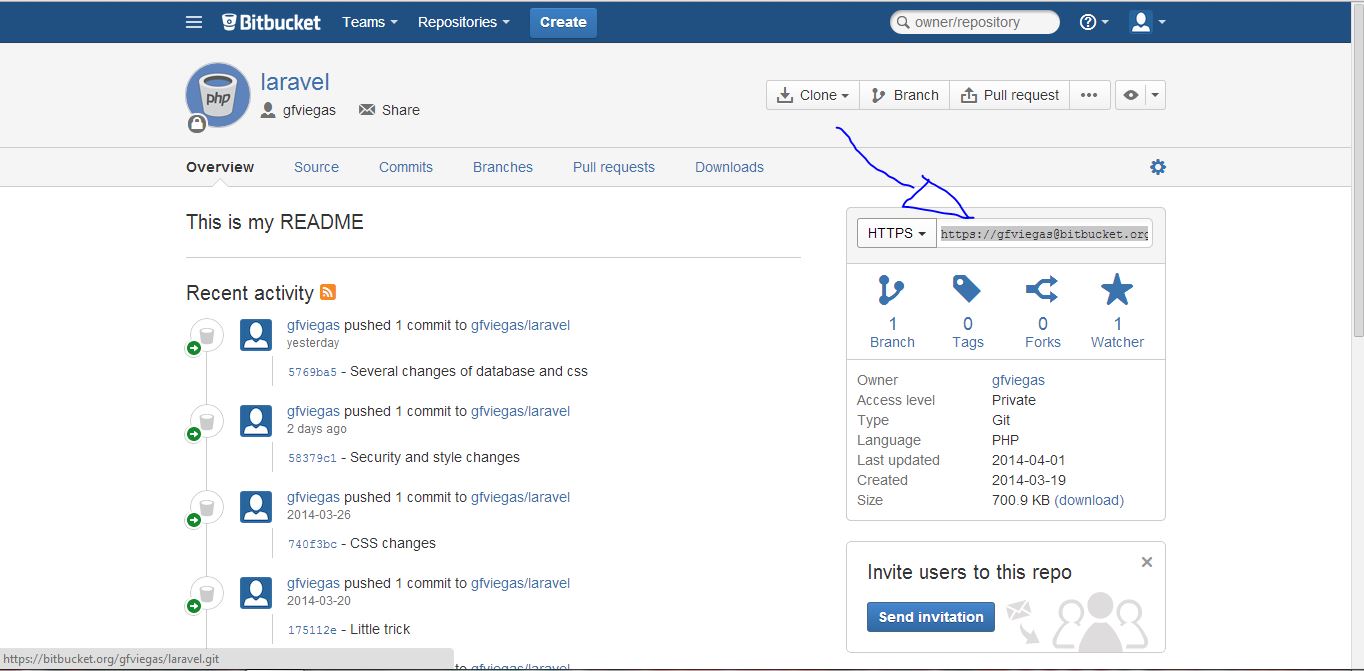 Bitbucket Teams Repositories Create owner/repository
laravel
php
gfviegas Share
Clone Branch Pull request
Overview Source Commits Branches Pull requests Downloads
This is my README
HTTPS https://gfviegas@bitbucket.org
Recent activity
gfviegas pushed 1 commit to gfviegas/laravel
yesterday
5769ba5 - Several changes of database and css
gfviegas pushed 1 commit to gfviegas/laravel
2 days ago
58379c1 - Security and style changes
gfviegas pushed 1 commit to gfviegas/laravel
2014-03-26
740f3bc - CSS changes
gfviegas pushed 1 commit to gfviegas/laravel
2014-03-20
175112e - Little trick
1 0 0 1
Branch Tags Forks Watcher
Owner gfviegas
Access level Private
Type Git
Language PHP
Last updated 2014-04-01
Created 2014-03-19
Size 700.9 KB (download)
Invite users to this repo
Send invitation
https://bitbucket.org/gfviegas/laravel.git